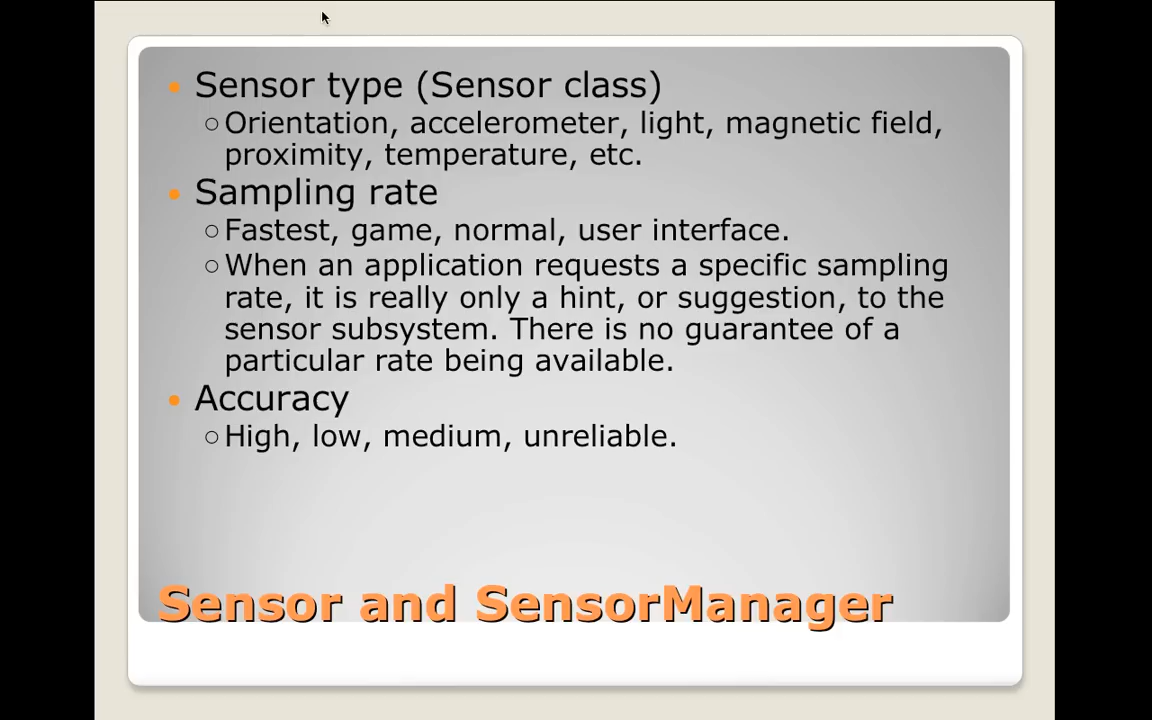 Sensor type (Sensor class)
Orientation, accelerometer, light, magnetic field,
proximity, temperature, etc.
Sampling rate
Fastest, game, normal, user interface.
When an application requests a specific sampling
rate, it is really only a hint, or suggestion, to the
sensor subsystem. There is no guarantee of a
particular rate being available.
Accuracy
High, low, medium, unreliable.
Sensor and SensorManager